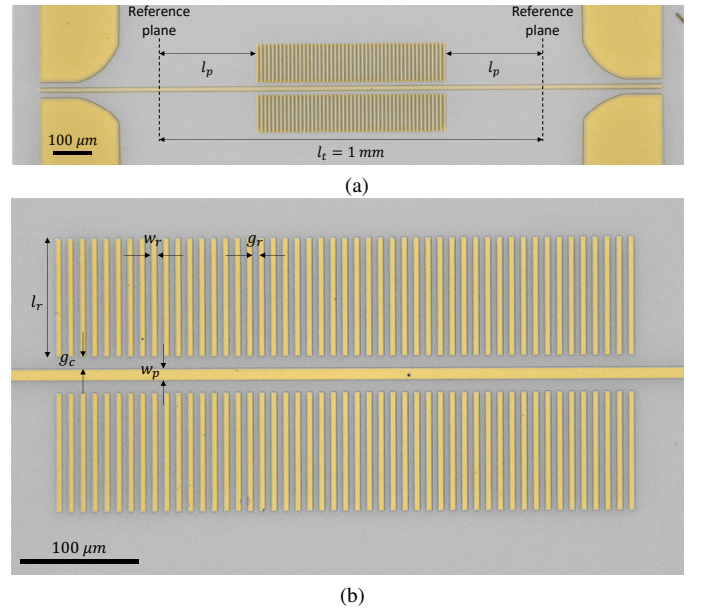 Reference
plane
Reference
plane
l_p
l_p
100 μm
l_t = 1 mm
(a)
w_r
g_r
l_r
g_c
w_p
100 μm
(b)